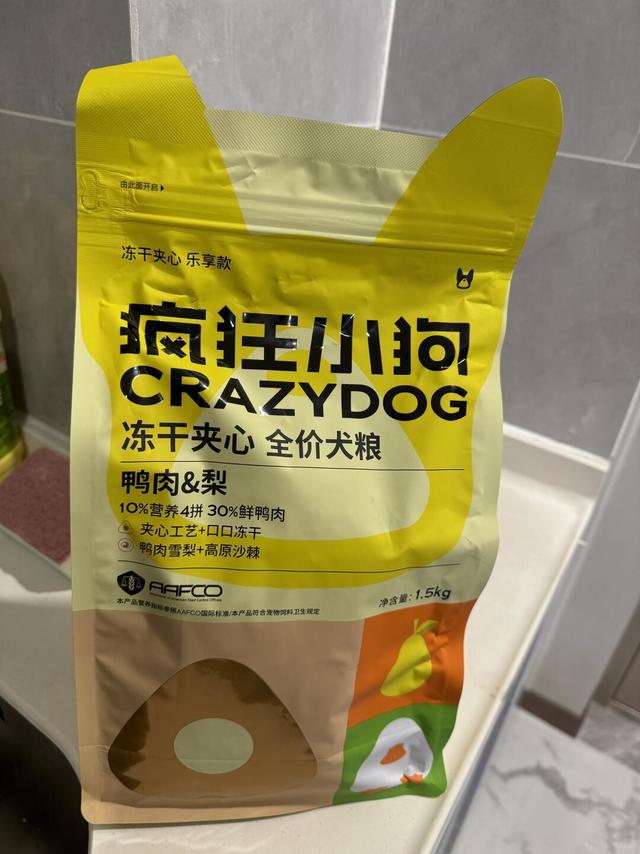 由此面开启
冻干夹心 乐享款
疯狂小狗
CRAZYDOG
冻干夹心 全价犬粮
鸭肉&梨
10%营养4拼 30%鲜鸭肉
夹心工艺+口口冻干
鸭肉雪梨+高原沙棘
AAFCO
本产品营养指标参照AAFCO国际标准/本产品符合宠物饲料卫生规定
净含量：1.5kg